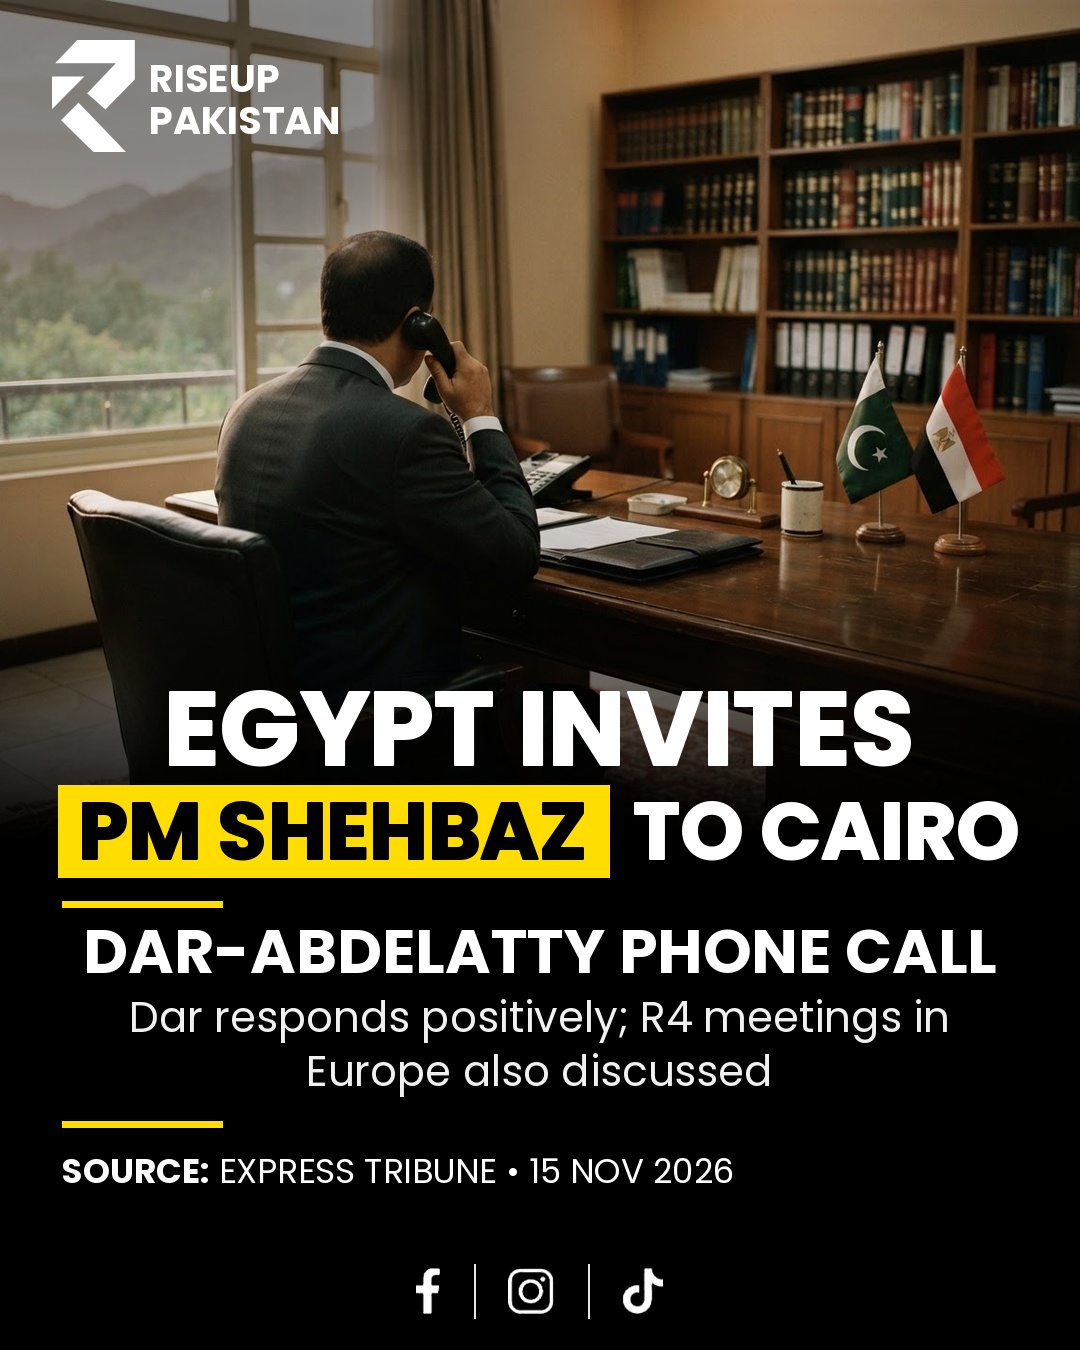 RISEUP
PAKISTAN
EGYPT INVITES
PM SHEHBAZ TO CAIRO
DAR-ABDELATTY PHONE CALL
Dar responds positively; R4 meetings in
Europe also discussed
SOURCE: EXPRESS TRIBUNE • 15 NOV 2026